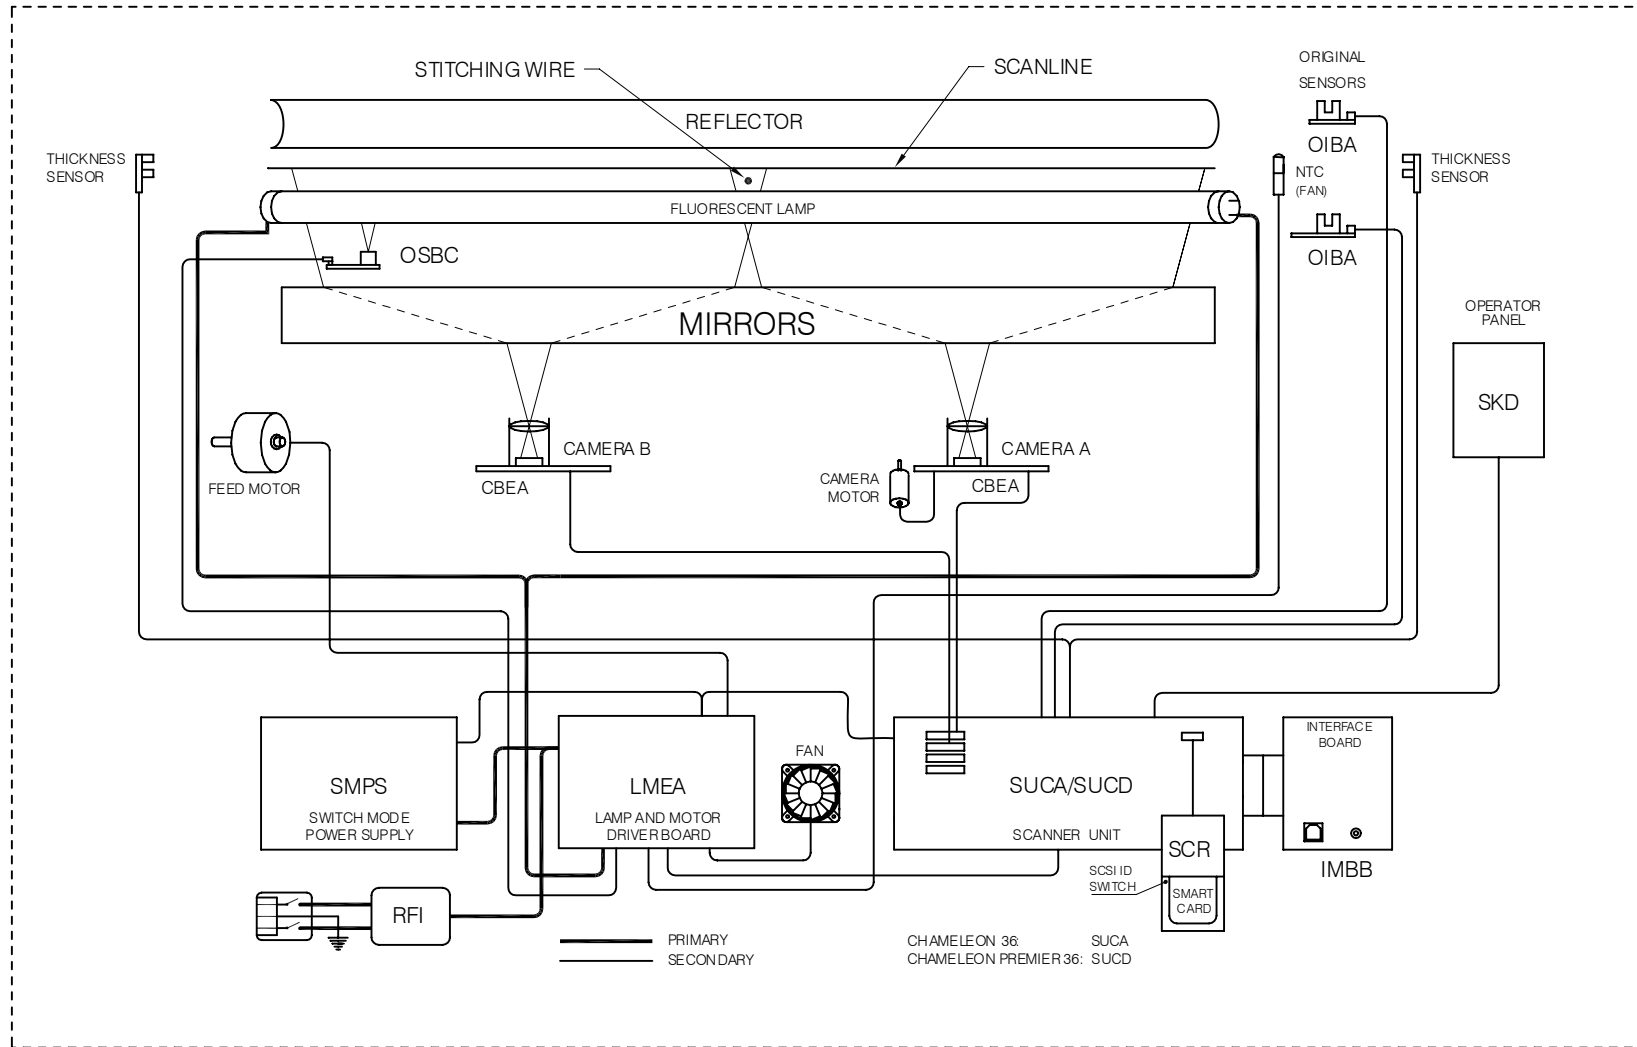 STITCHING WIRE
SCANLINE
ORIGINAL
SENSORS
REFLECTOR
OIBA
THICKNESS
SENSOR
NTC
(FAN)
THICKNESS
SENSOR
FLUORESCENT LAMP
OSBC
OIBA
MIRRORS
OPERATOR
PANEL
SKD
CAMERA B
CAMERA A
FEED MOTOR
CBEA
CAMERA
MOTOR
CBEA
SMPS
SWITCH MODE
POWER SUPPLY
LMEA
LAMP AND MOTOR
DRIVER BOARD
FAN
SUCA/SUCD
SCANNER UNIT
INTERFACE
BOARD
SCR
IMBB
SCSI ID
SWITCH
SMART
CARD
RFI
PRIMARY
SECONDARY
CHAMELEON 36: SUCA
CHAMELEON PREMIER 36: SUCD